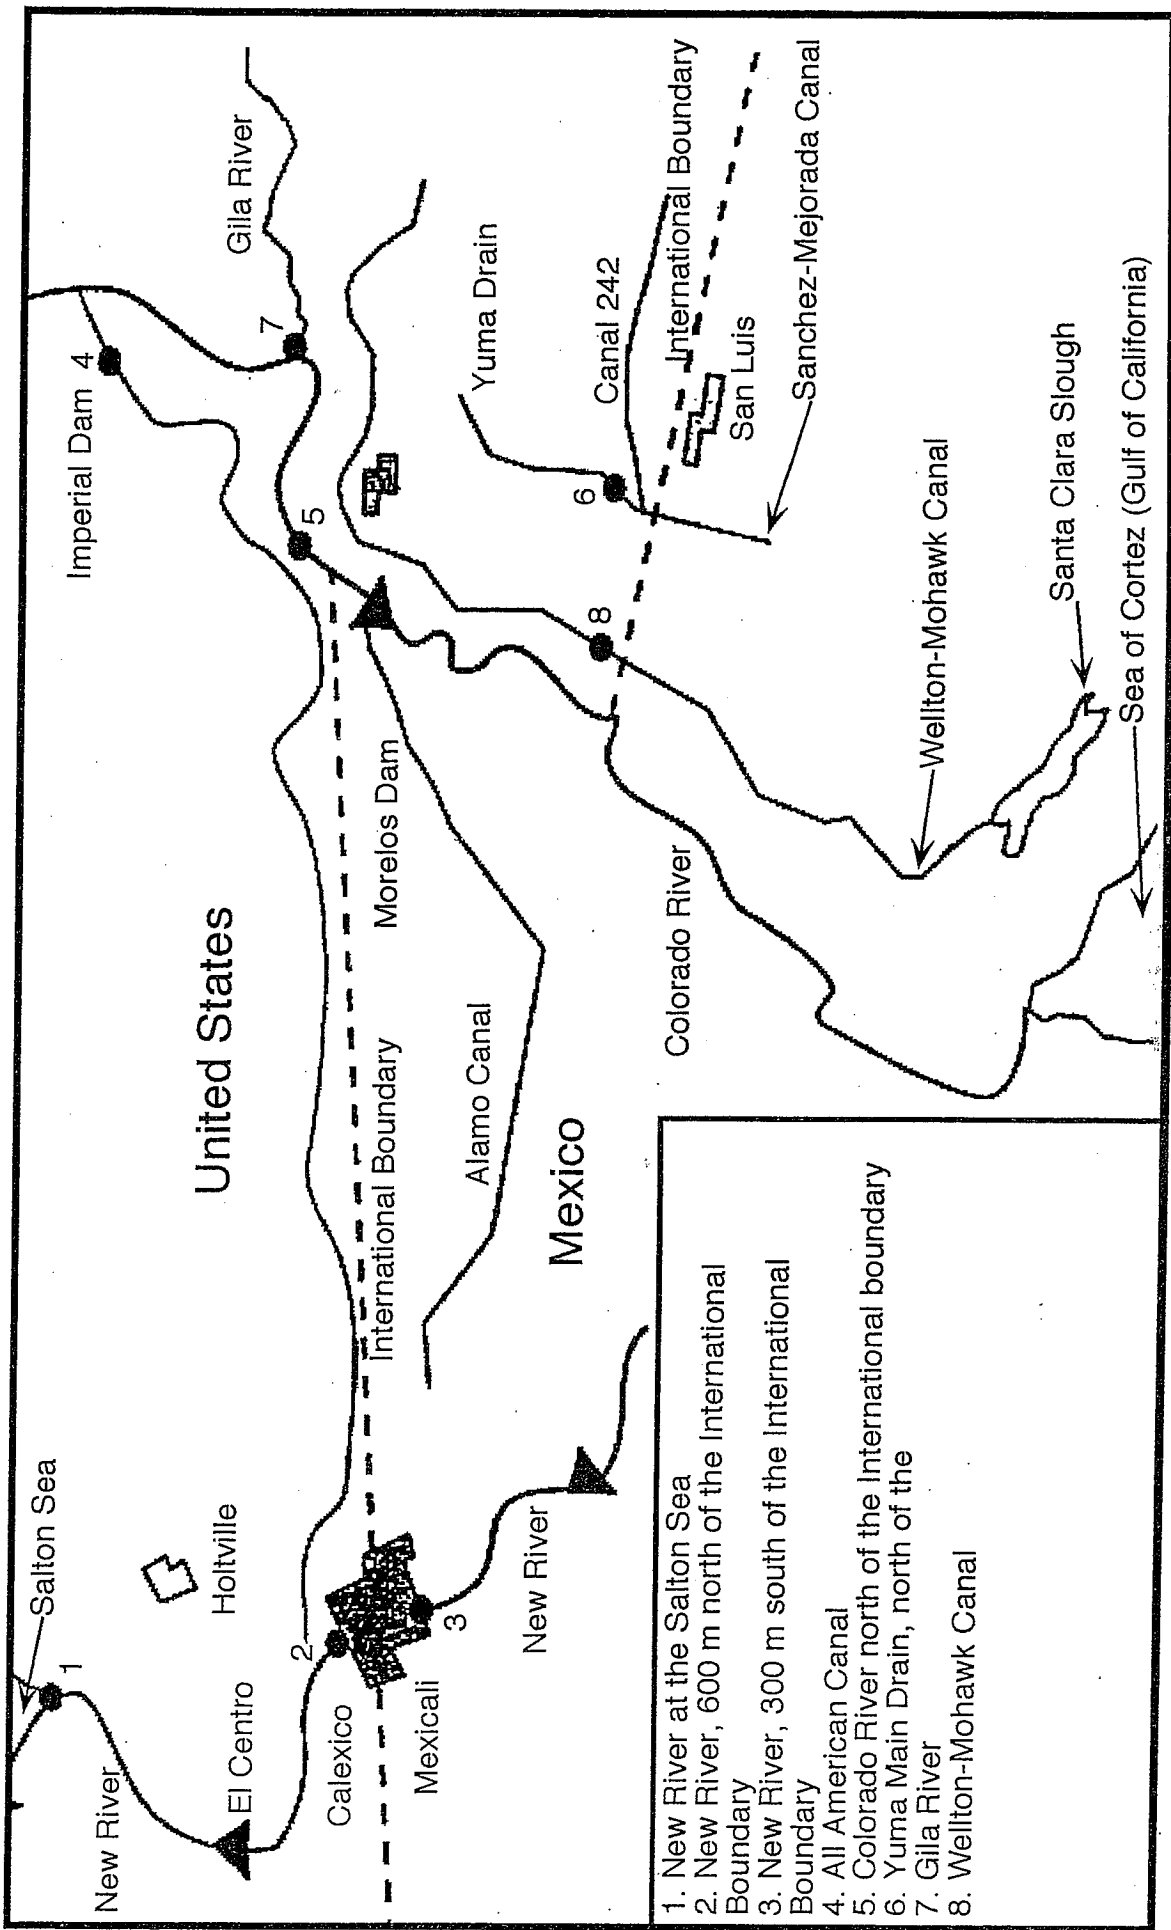 Salton Sea
1
New River
El Centro
Holtville
2
Calexico
Mexicali
3
New River
United States
International Boundary
Alamo Canal
Mexico
Morelos Dam
Colorado River
Imperial Dam
4
5
Gila River
7
Yuma Drain
Canal 242
6
8
International Boundary
San Luis
Sanchez-Mejorada Canal
Wellton-Mohawk Canal
Santa Clara Slough
Sea of Cortez (Gulf of California)
1. New River at the Salton Sea
2. New River, 600 m north of the International
Boundary
3. New River, 300 m south of the International
Boundary
4. All American Canal
5. Colorado River north of the International boundary
6. Yuma Main Drain, north of the
7. Gila River
8. Wellton-Mohawk Canal